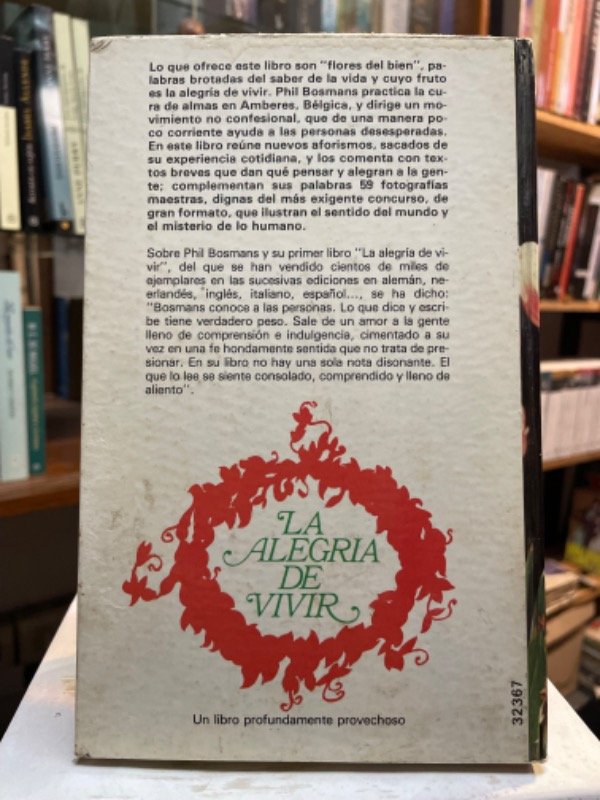 Lo que ofrece este libro son "flores del bien", pa-
labras brotadas del saber de la vida y cuyo fruto
es la alegría de vivir. Phil Bosmans practica la cu-
ra de almas en Amberes, Bélgica, y dirige un mo-
vimiento no confesional, que de una manera po-
co corriente ayuda a las personas desesperadas.
En este libro reúne nuevos aforismos, sacados de
su experiencia cotidiana, y los comenta con tex-
tos breves que dan qué pensar y alegran a la gen-
te; complementan sus palabras 59 fotografías
maestras, dignas del más exigente concurso, de
gran formato, que ilustran el sentido del mundo y
el misterio de lo humano.
Sobre Phil Bosmans y su primer libro "La alegría de vi-
vir", del que se han vendido cientos de miles de
ejemplares en las sucesivas ediciones en alemán, ne-
erlandés, inglés, italiano, español..., se ha dicho:
"Bosmans conoce a las personas. Lo que dice y escri-
be tiene verdadero peso. Sale de un amor a la gente
lleno de comprensión e indulgencia, cimentado a su
vez en una fe hondamente sentida que no trata de pre-
sionar. En su libro no hay una sola nota disonante. El
que lo lee se siente consolado, comprendido y lleno de
aliento".
LA
ALEGRIA
DE
VIVIR
Un libro profundamente provechoso
32367